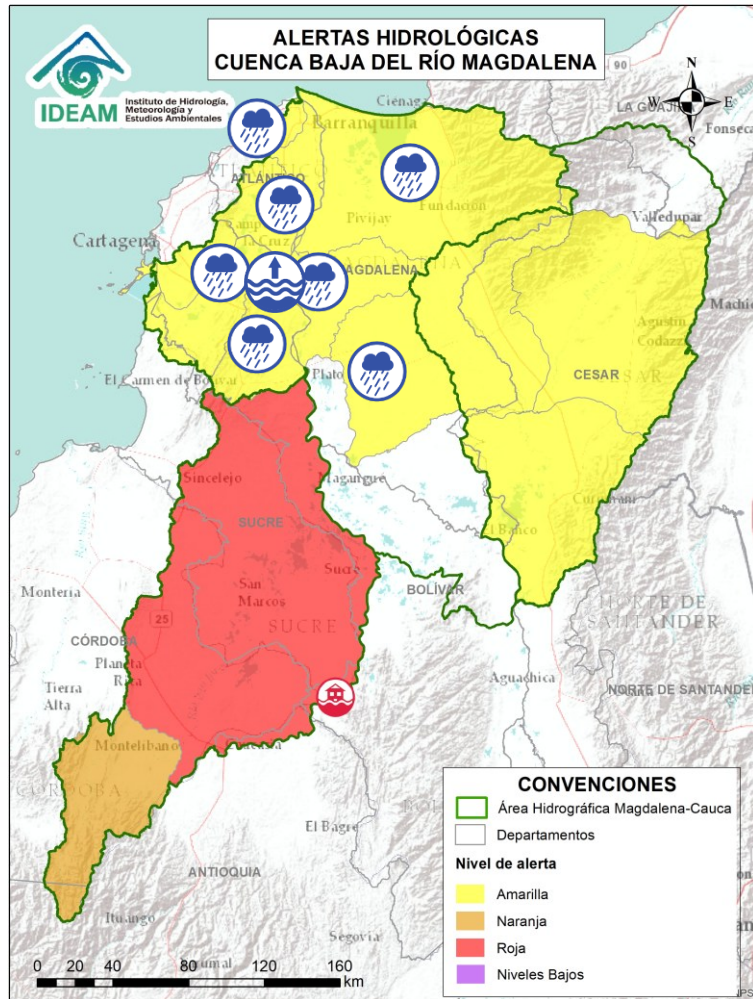 ALERTAS HIDROLÓGICAS
CUENCA BAJA DEL RÍO MAGDALENA
IDEAM
Instituto de Hidrología,
Meteorología y
Estudios Ambientales
N
W E
S
90
LA GUAJI
Fonseca
Ciénaga
Barranquilla
ATLÁNTICO
Fundación
Pivijay
Valledupar
Cartagena
la Cruz
MAGDALENA
Agustín
Codazzi
CESAR
El Carmen de Bolívar
Plato
Sincelejo
Magangué
SUCRE
El Banco
Sucre
San
Marcos
SUCRE
BOLÍVAR
Montería
25
CÓRDOBA
Planeta
Rica
Tierra
Alta
NORTE DE
SANTANDER
Aguachica
NORTE DE SANTANDER
Montelíbano
CÓRDOBA
El Bagre
ANTIOQUIA
Ituango
Segovia
0 20 40 80 120 160
km
CONVENCIONES
Área Hidrográfica Magdalena-Cauca
Departamentos
Nivel de alerta
Amarilla
Naranja
Roja
Niveles Bajos